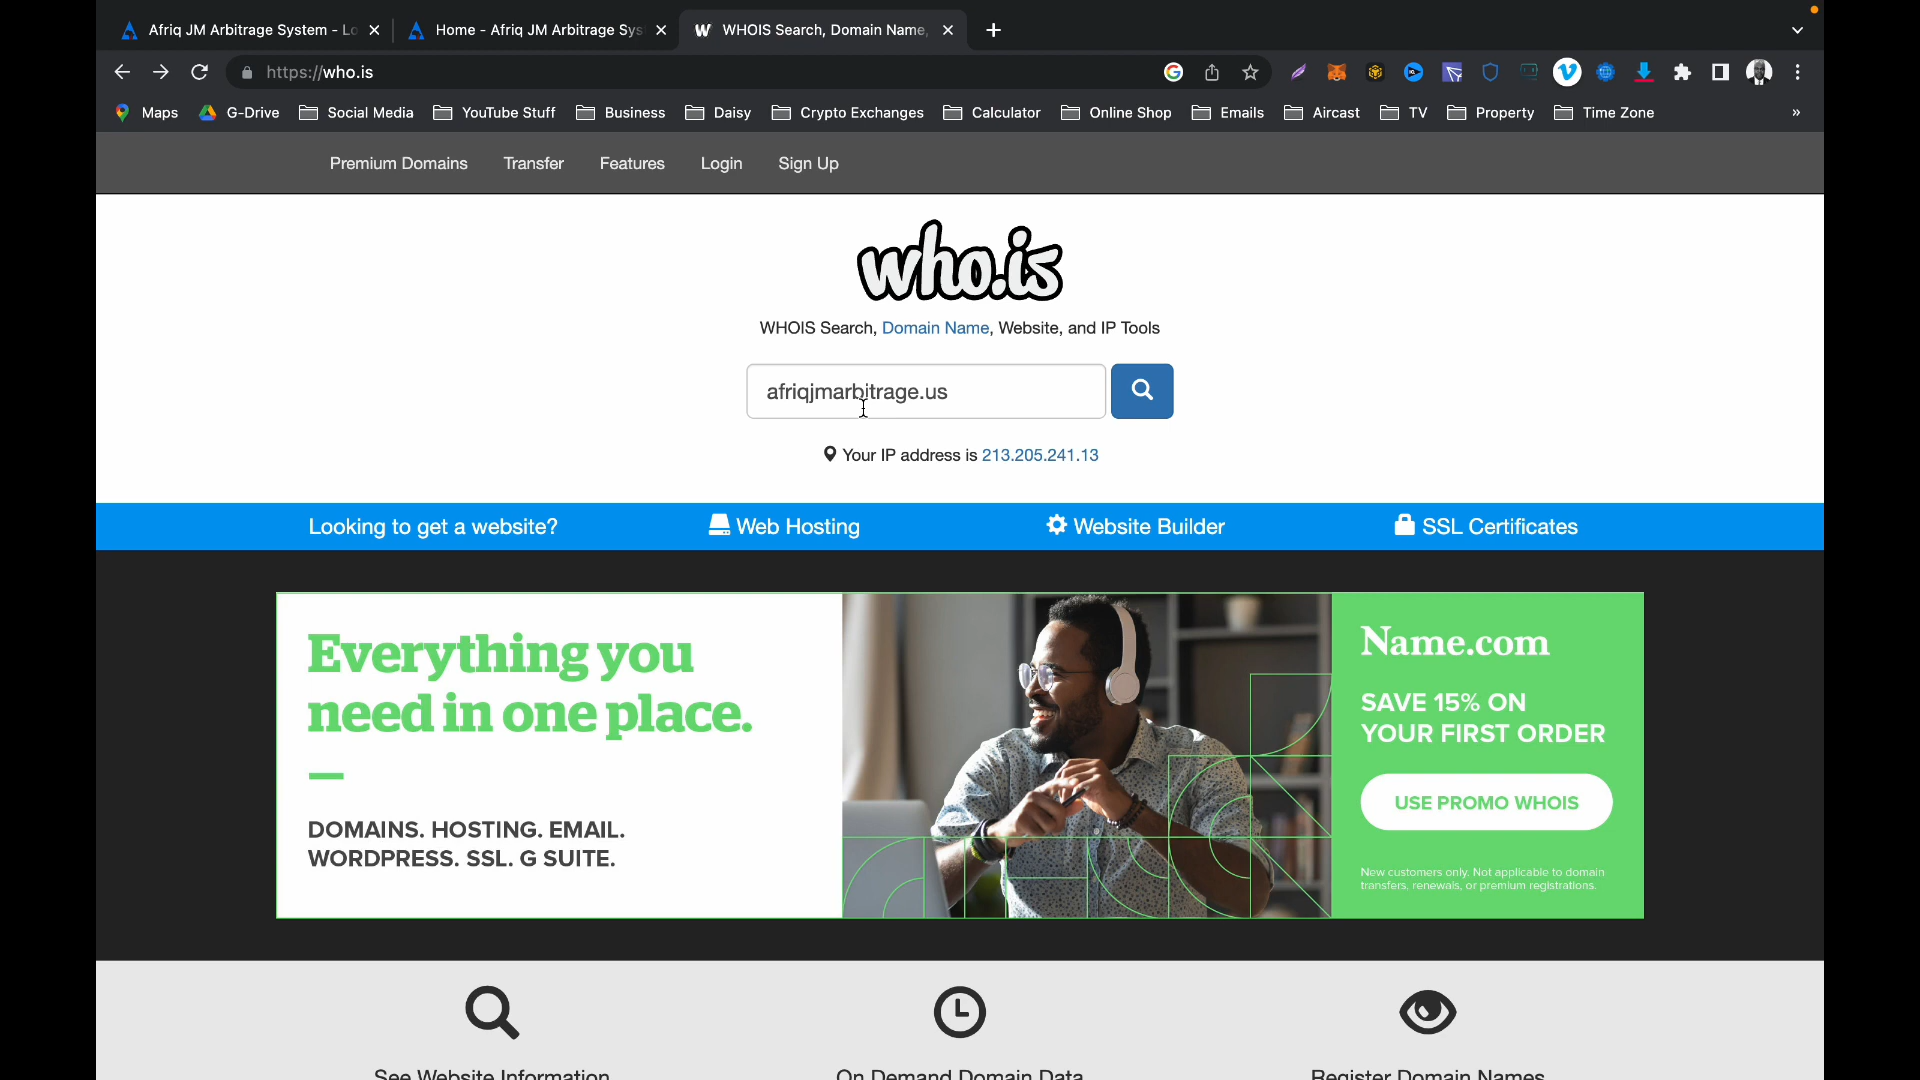 Afriq JM Arbitrage System - Lo
Home - Afriq JM Arbitrage Sys
W WHOIS Search, Domain Name,
https://who.is
Maps G-Drive Social Media YouTube Stuff Business Daisy Crypto Exchanges Calculator Online Shop Emails Aircast TV Property Time Zone »
Premium Domains Transfer Features Login Sign Up
who.is
WHOIS Search, Domain Name, Website, and IP Tools
afriqjmarbitrage.us
Your IP address is 213.205.241.13
Looking to get a website? Web Hosting Website Builder SSL Certificates
Everything you
need in one place.
DOMAINS. HOSTING. EMAIL.
WORDPRESS. SSL. G SUITE.
Name.com
SAVE 15% ON
YOUR FIRST ORDER
USE PROMO WHOIS
New customers only. Not applicable to domain
transfers, renewals, or premium registrations.
See Website Information On Demand Domain Data Register Domain Names